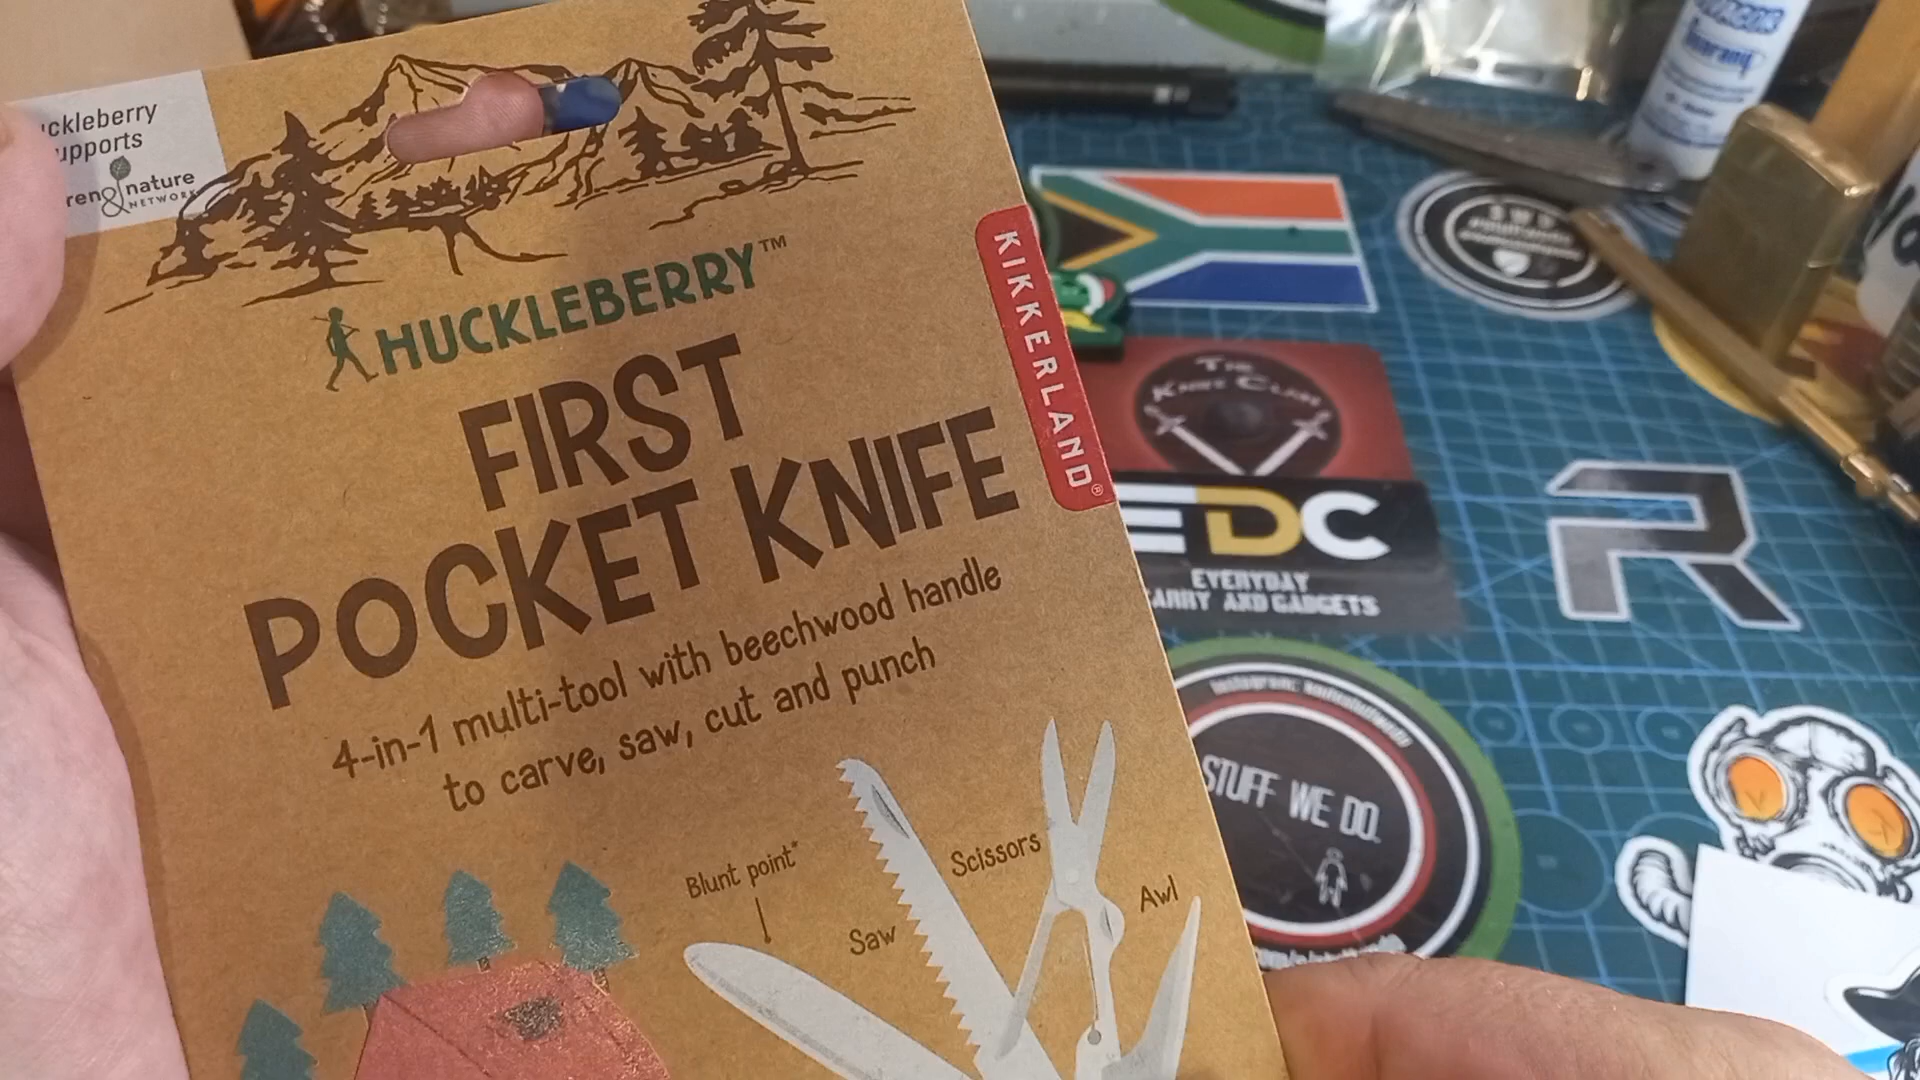 ckleberry
upports
ren & nature
NETWORK
HUCKLEBERRY™
FIRST
POCKET KNIFE
4-in-1 multi-tool with beechwood handle
to carve, saw, cut and punch
KIKKERLAND®
Blunt point*
Saw
Scissors
Awl
THE
KNIFE CLUB
EDC
EVERYDAY
CARRY AND GADGETS
R
STUFF WE DO.